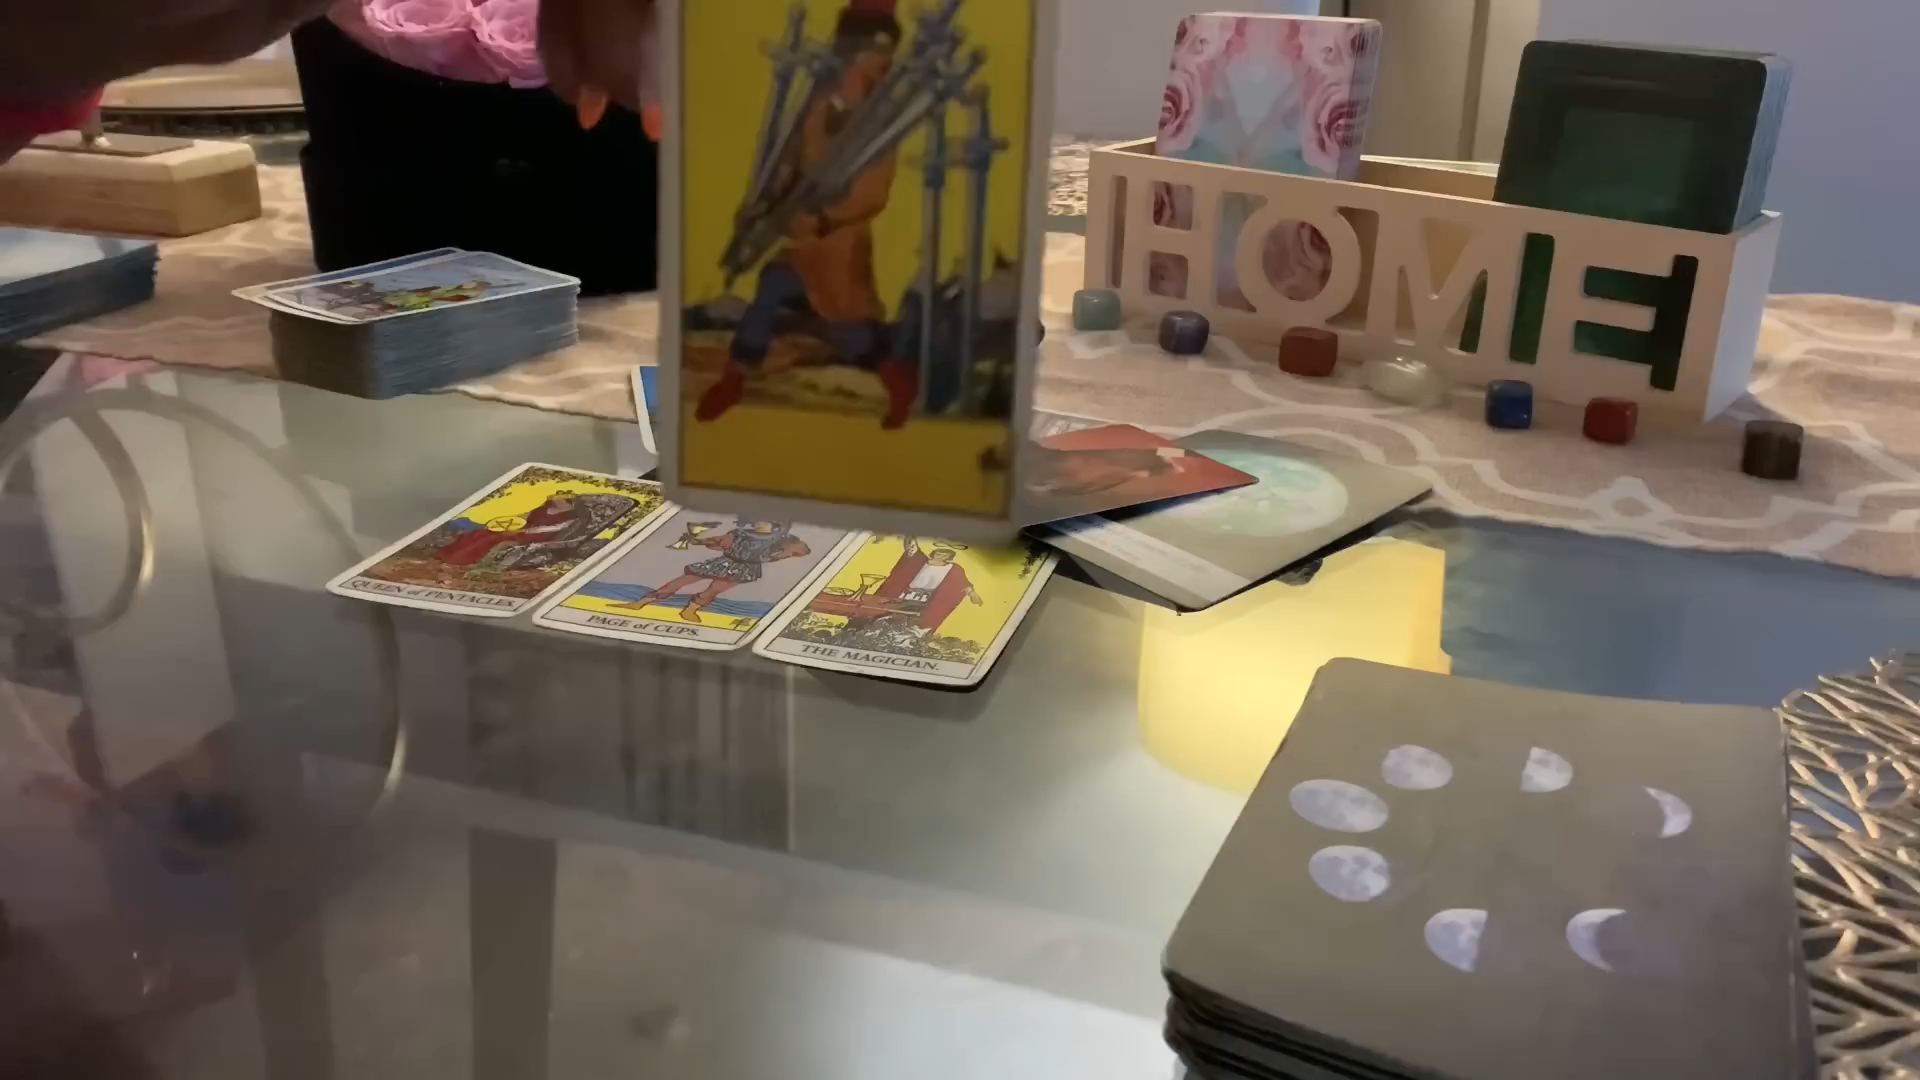 HOME
QUEEN of PENTACLES.
PAGE of CUPS.
THE MAGICIAN.